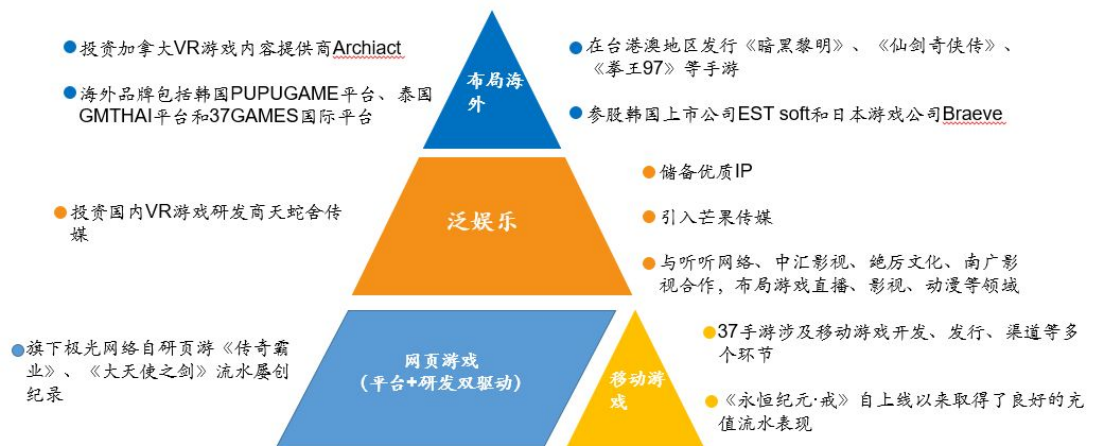 投资加拿大VR游戏内容提供商Archiact
海外品牌包括韩国PUPUGAME平台、泰国
GMTHAI平台和37GAMES国际平台
布局海
外
在台港澳地区发行《暗黑黎明》、《仙剑奇侠传》、
《拳王97》等手游
参股韩国上市公司EST soft和日本游戏公司Braeve
投资国内VR游戏研发商天蛇舍传
媒
泛娱乐
储备优质IP
引入芒果传媒
与听听网络、中汇影视、绝厉文化、南广影
视合作，布局游戏直播、影视、动漫等领域
旗下极光网络自研页游《传奇霸
业》、《大天使之剑》流水屡创
纪录
网页游戏
（平台+研发双驱动）
移动游
戏
37手游涉及移动游戏开发、发行、渠道等多
个环节
《永恒纪元·戒》自上线以来取得了良好的充
值流水表现